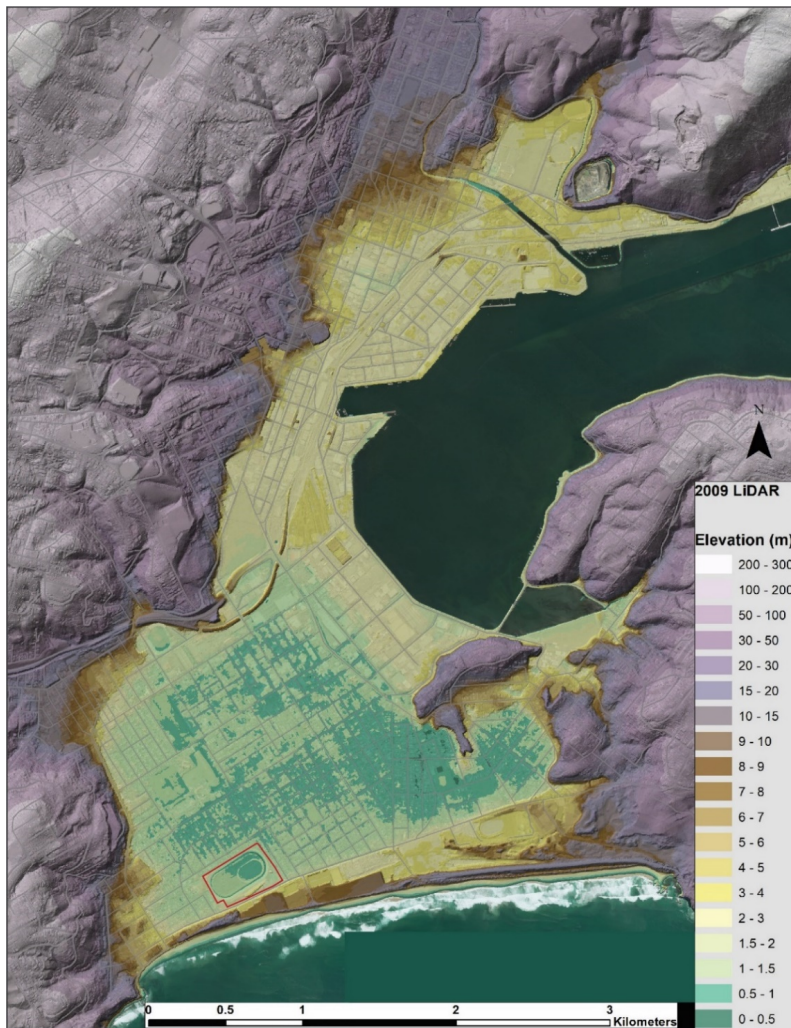 N
2009 LiDAR
Elevation (m)
200 - 300
100 - 200
50 - 100
30 - 50
20 - 30
15 - 20
10 - 15
9 - 10
8 - 9
7 - 8
6 - 7
5 - 6
4 - 5
3 - 4
2 - 3
1.5 - 2
1 - 1.5
0.5 - 1
0 - 0.5
0 0.5 1 2 3
Kilometers